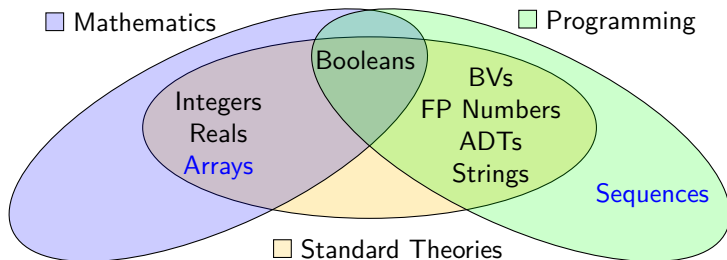 Mathematics
Programming
Booleans
Integers
Reals
Arrays
BVs
FP Numbers
ADTs
Strings
Sequences
Standard Theories